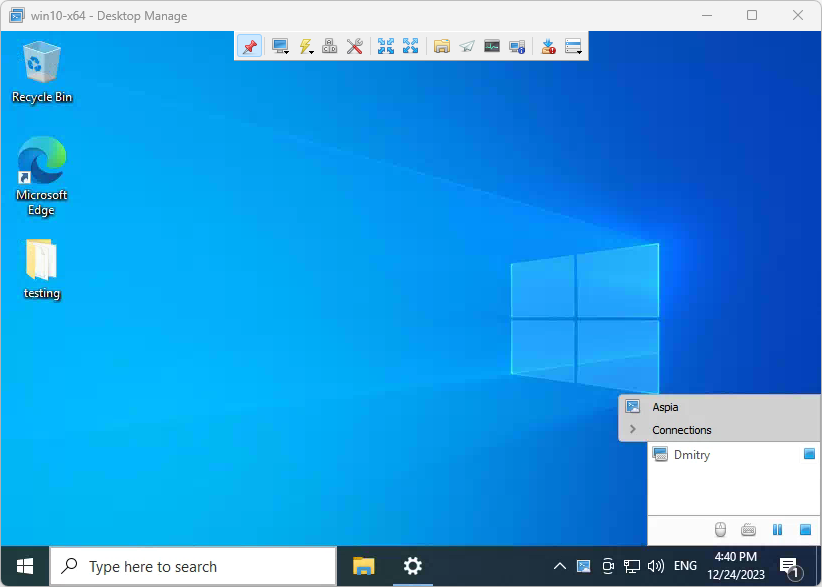 win10-x64 - Desktop Manage
Recycle Bin
Microsoft
Edge
testing
Aspia
Connections
Dmitry
Type here to search
ENG
4:40 PM
12/24/2023
1